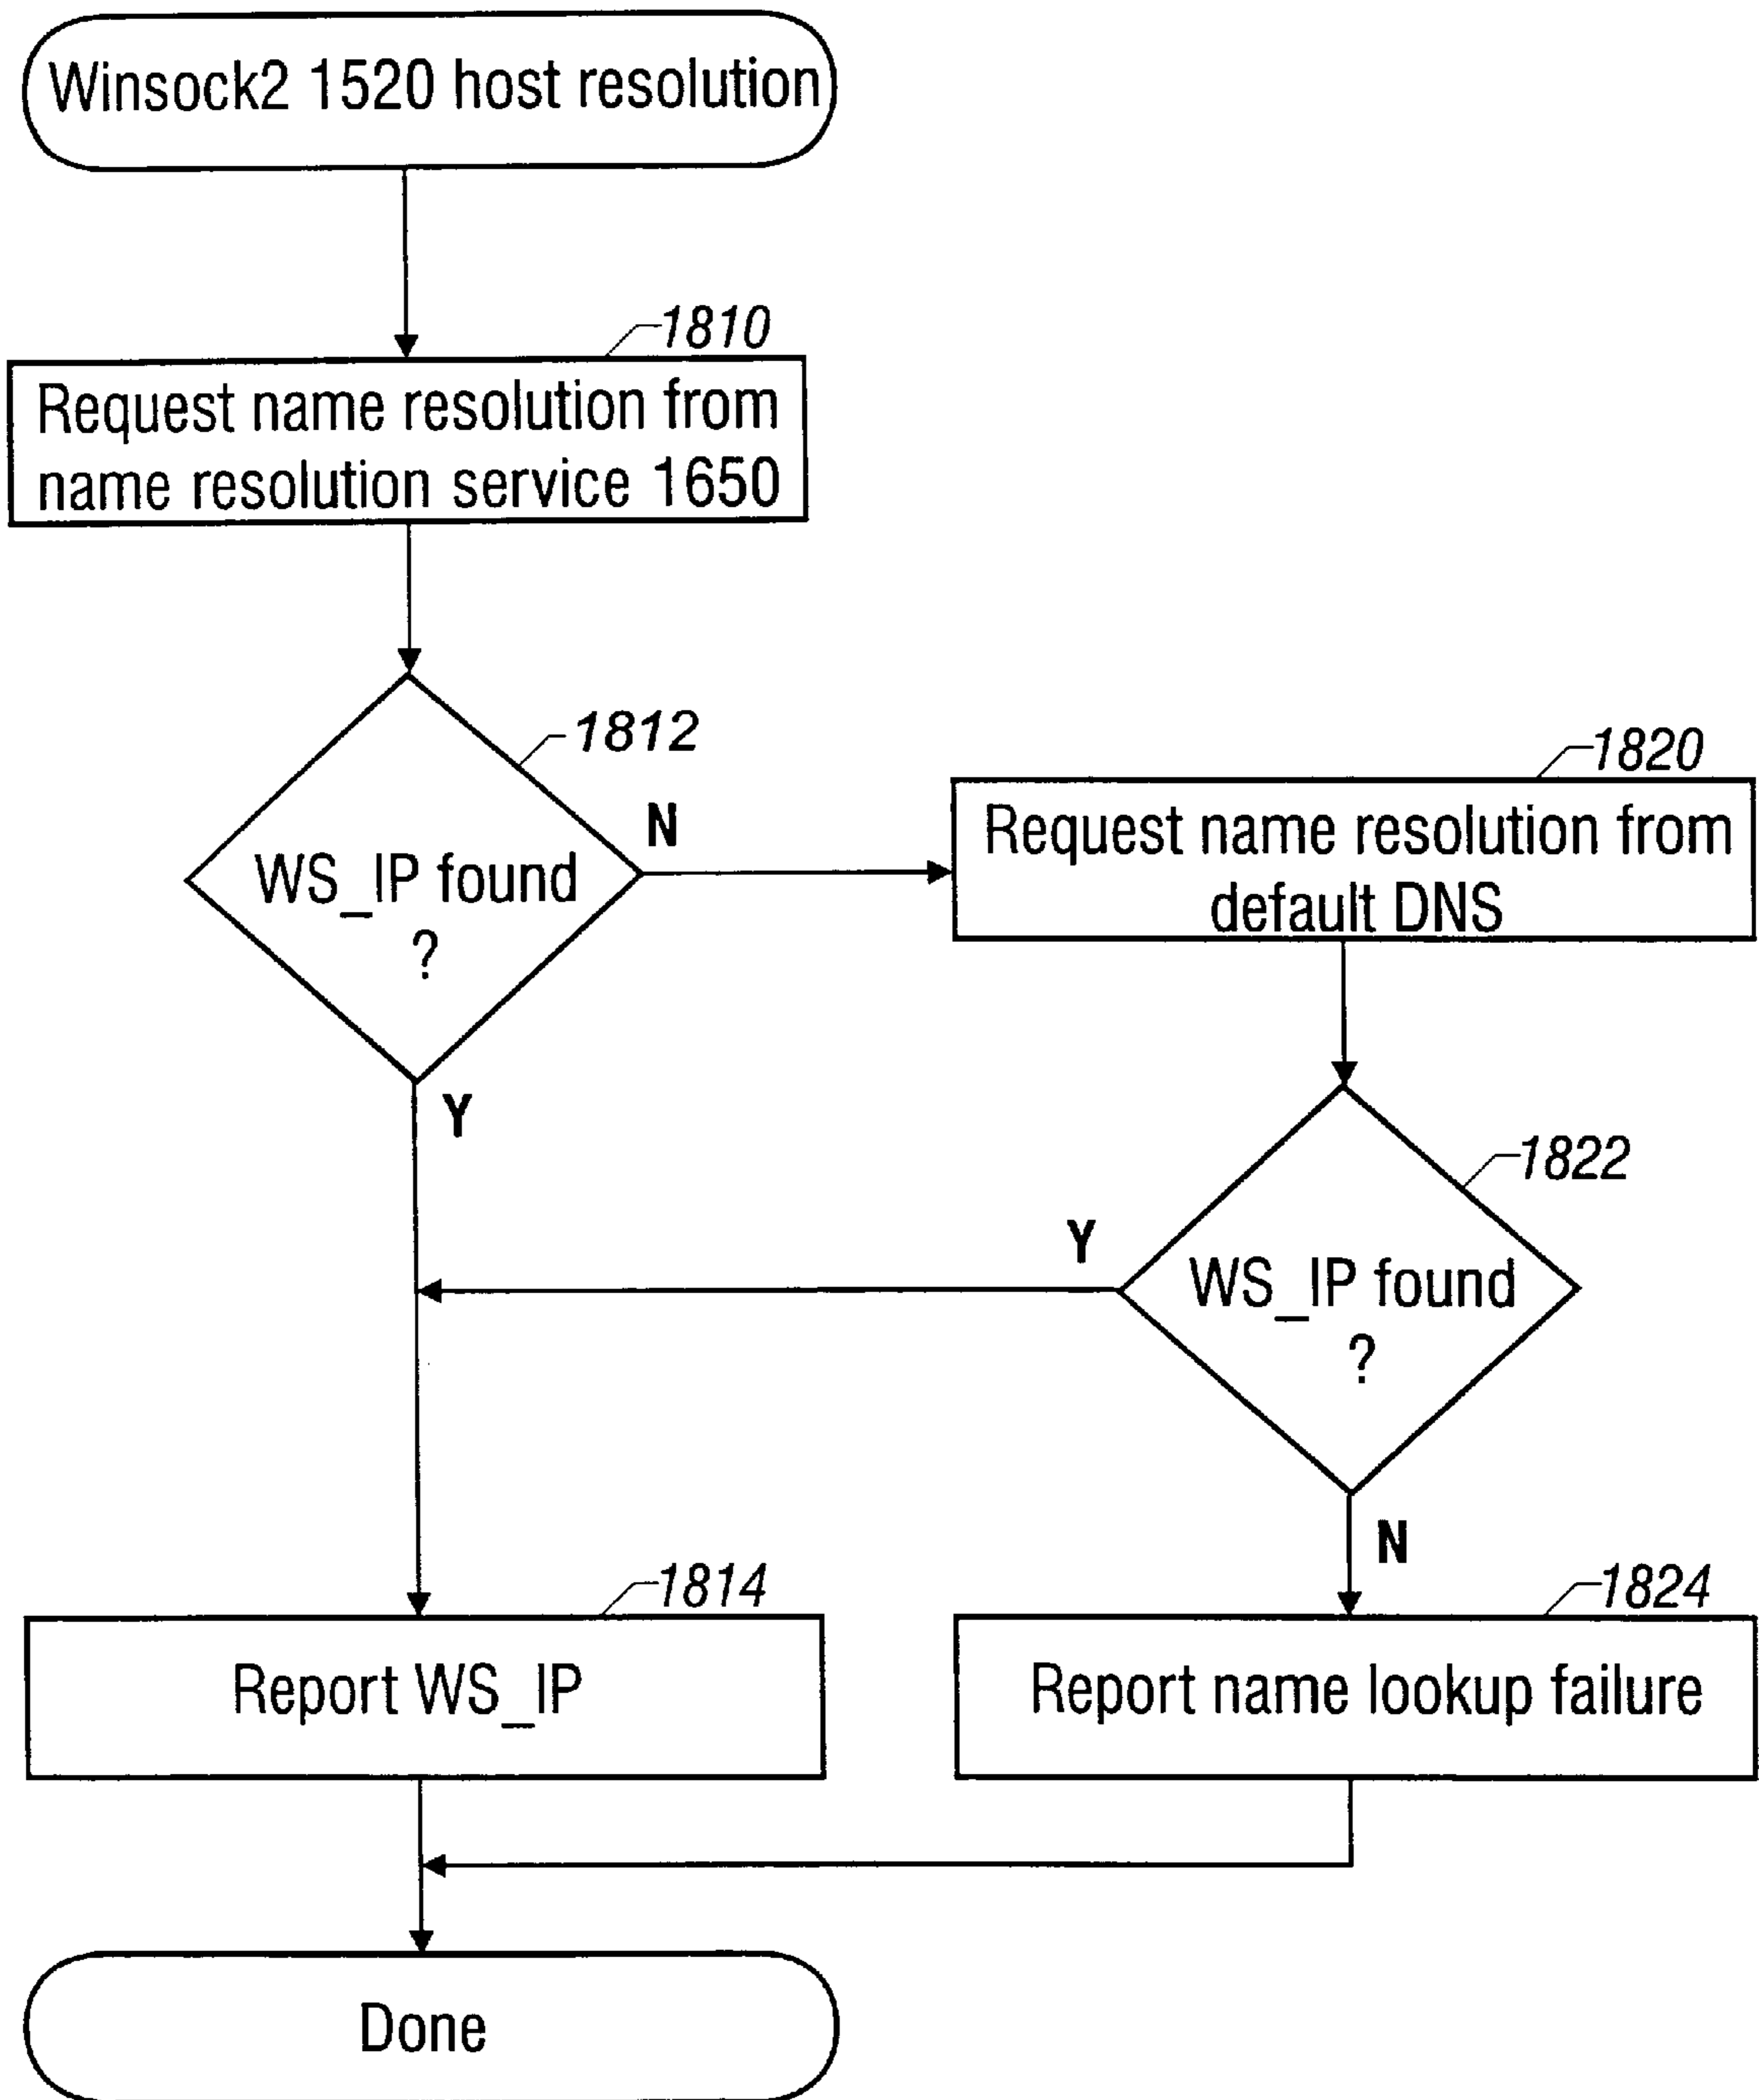 Winsock2 1520 host resolution
1810
Request name resolution from
name resolution service 1650
1812
WS_IP found
?
N
Y
1820
Request name resolution from
default DNS
1822
WS_IP found
?
Y
N
1814
Report WS_IP
1824
Report name lookup failure
Done